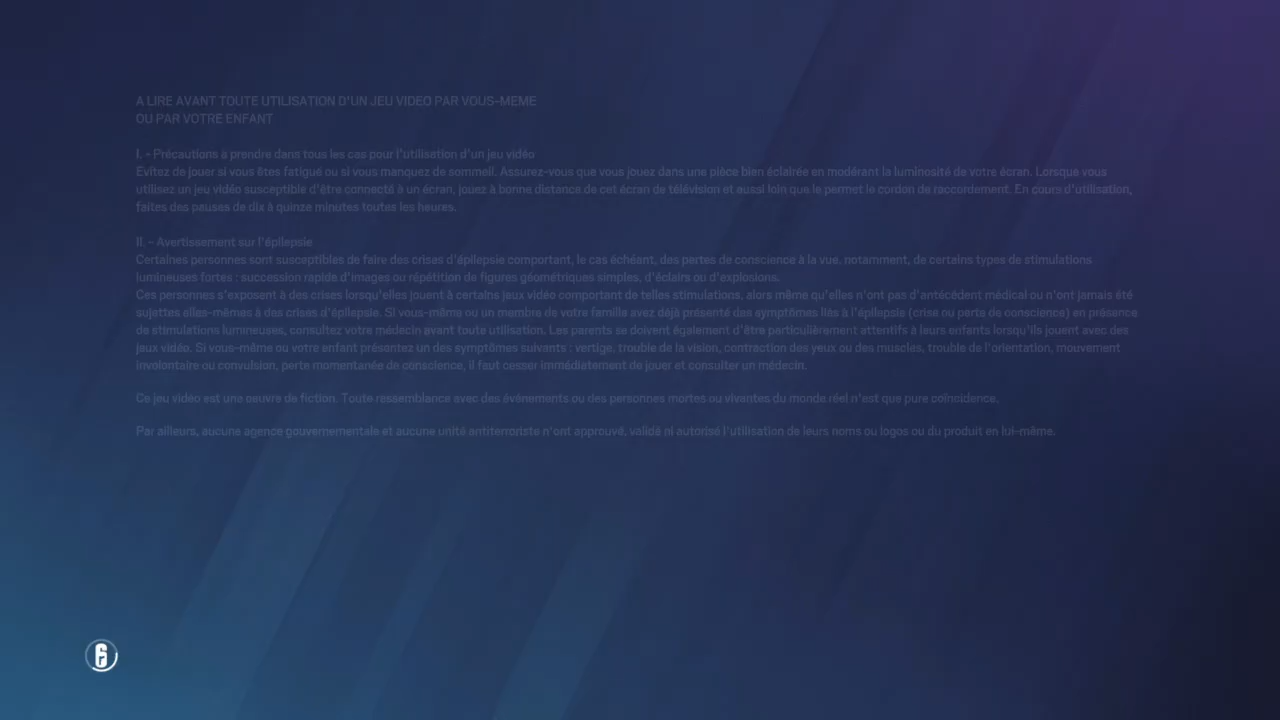 A LIRE AVANT TOUTE UTILISATION D'UN JEU VIDEO PAR VOUS-MEME
OU PAR VOTRE ENFANT
I. - Précautions à prendre dans tous les cas pour l'utilisation d'un jeu vidéo
Evitez de jouer si vous êtes fatigué ou si vous manquez de sommeil. Assurez-vous que vous jouez dans une pièce bien éclairée en modérant la luminosité de votre écran. Lorsque vous
utilisez un jeu vidéo susceptible d'être connecté à un écran, jouez à bonne distance de cet écran de télévision et aussi loin que le permet le cordon de raccordement. En cours d'utilisation,
faites des pauses de dix à quinze minutes toutes les heures.
II. - Avertissement sur l'épilepsie
Certaines personnes sont susceptibles de faire des crises d'épilepsie comportant, le cas échéant, des pertes de conscience à la vue, notamment, de certains types de stimulations
lumineuses fortes : succession rapide d'images ou répétition de figures géométriques simples, d'éclairs ou d'explosions.
Ces personnes s'exposent à des crises lorsqu'elles jouent à certains jeux vidéo comportant de telles stimulations, alors même qu'elles n'ont pas d'antécédent médical ou n'ont jamais été
sujettes elles-mêmes à des crises d'épilepsie. Si vous-même ou un membre de votre famille avez déjà présenté des symptômes liés à l'épilepsie (crise ou perte de conscience) en présence
de stimulations lumineuses, consultez votre médecin avant toute utilisation. Les parents se doivent également d'être particulièrement attentifs à leurs enfants lorsqu'ils jouent avec des
jeux vidéo. Si vous-même ou votre enfant présentez un des symptômes suivants : vertige, trouble de la vision, contraction des yeux ou des muscles, trouble de l'orientation, mouvement
involontaire ou convulsion, perte momentanée de conscience, il faut cesser immédiatement de jouer et consulter un médecin.
Ce jeu vidéo est une oeuvre de fiction. Toute ressemblance avec des événements ou des personnes mortes ou vivantes du monde réel n'est que pure coïncidence.
Par ailleurs, aucune agence gouvernementale et aucune unité antiterroriste n'ont approuvé, validé ni autorisé l'utilisation de leurs noms ou logos ou du produit en lui-même.
6